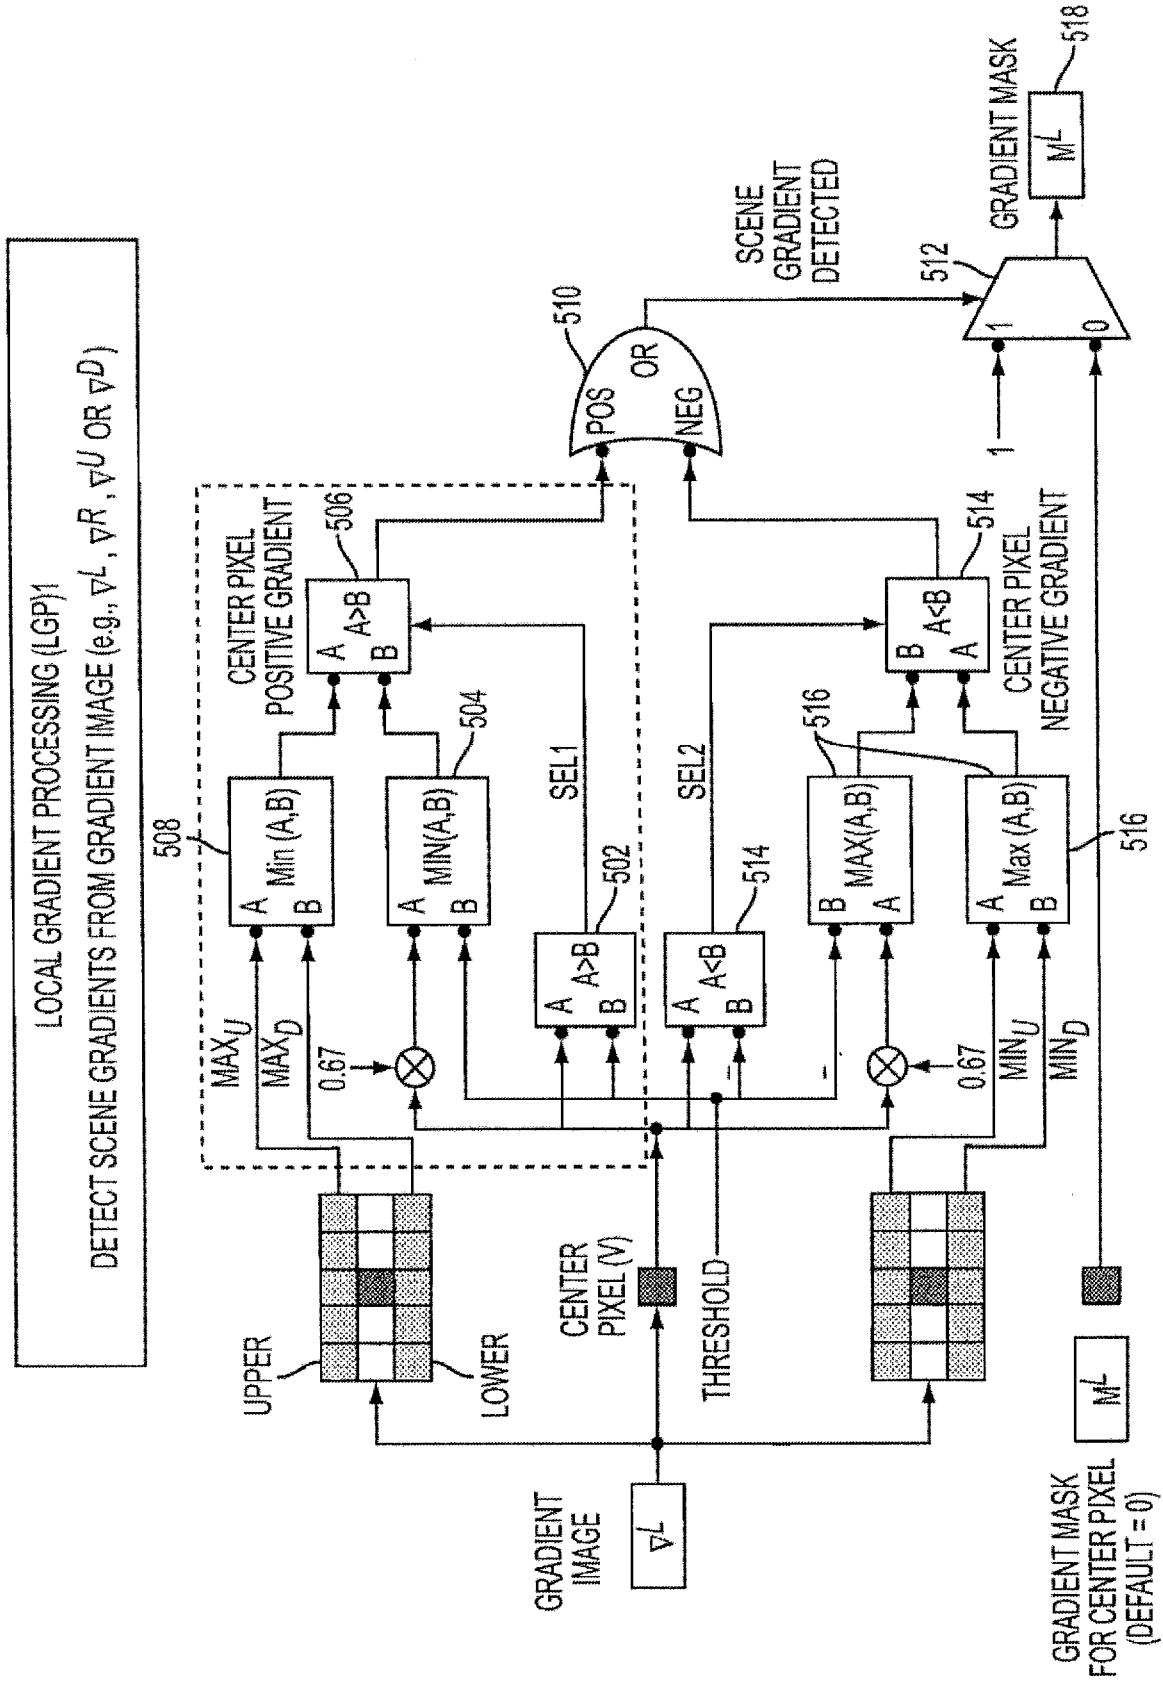 LOCAL GRADIENT PROCESSING (LGP)1
DETECT SCENE GRADIENTS FROM GRADIENT IMAGE (e.g., ∇L, ∇R, ∇U OR ∇D)
GRADIENT
IMAGE
∇L
UPPER
LOWER
CENTER
PIXEL (V)
THRESHOLD
GRADIENT MASK
FOR CENTER PIXEL
(DEFAULT = 0)
ML
MAXU
MAXD
0.67
508
A
B
Min (A,B)
A
B
MIN(A,B)
504
A
B
A>B
502
SEL1
CENTER PIXEL
POSITIVE GRADIENT
A
B
A>B
506
A
B
A<B
514
SEL2
B
A
MAX(A,B)
516
A
B
Max (A,B)
516
0.67
MINU
MIND
B
A
A<B
514
CENTER PIXEL
NEGATIVE GRADIENT
POS
NEG
OR
510
SCENE
GRADIENT
DETECTED
1
1
0
512
GRADIENT MASK
ML
518